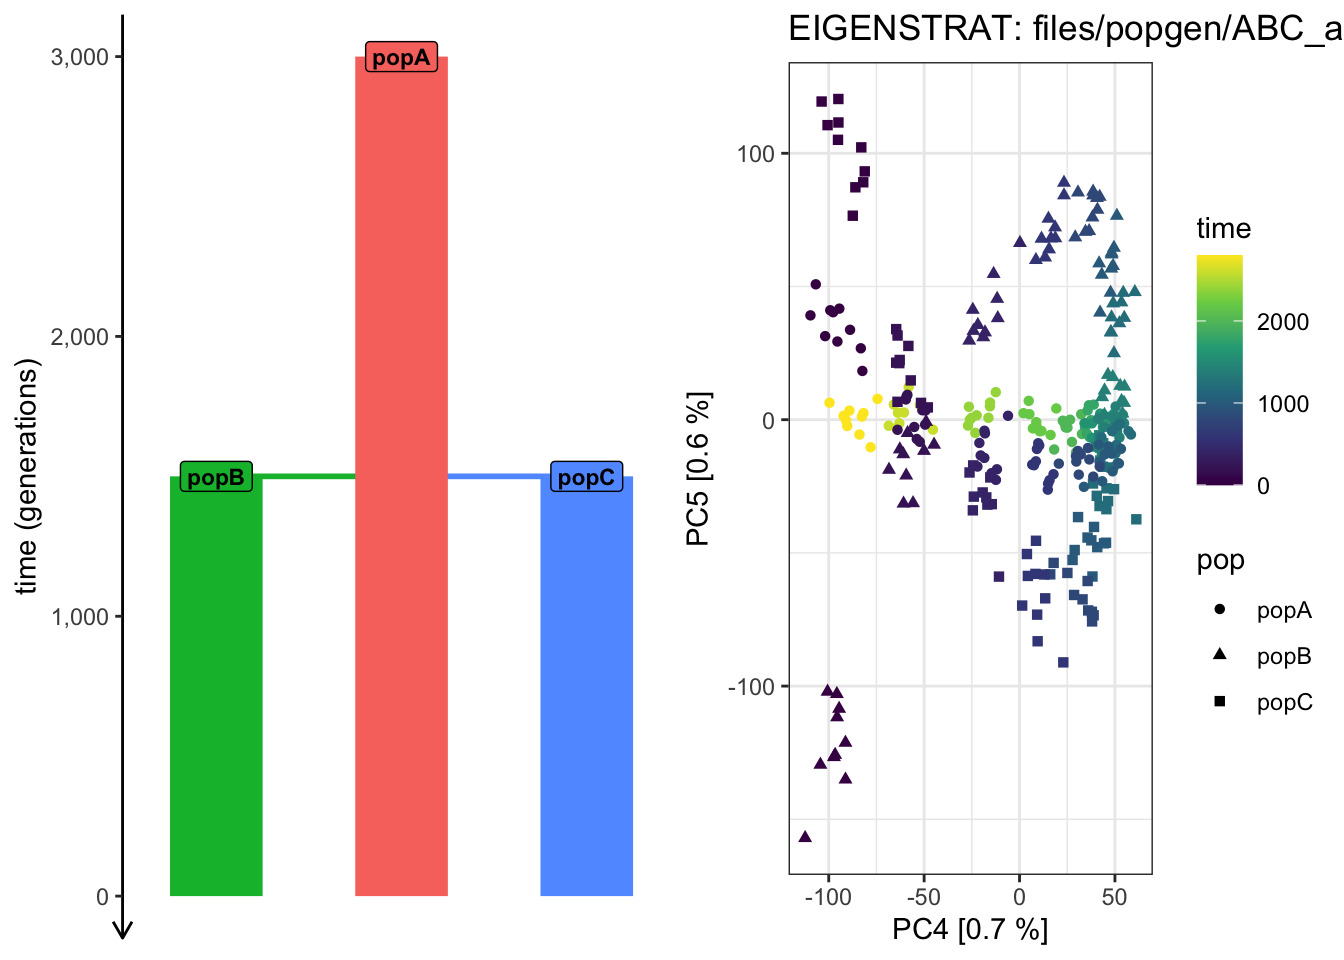 time (generations)
3,000
2,000
1,000
0
popA
popB
popC
EIGENSTRAT: files/popgen/ABC_a
PC5 [0.6 %]
100
0
-100
-100
-50
0
50
PC4 [0.7 %]
time
2000
1000
0
pop
popA
popB
popC